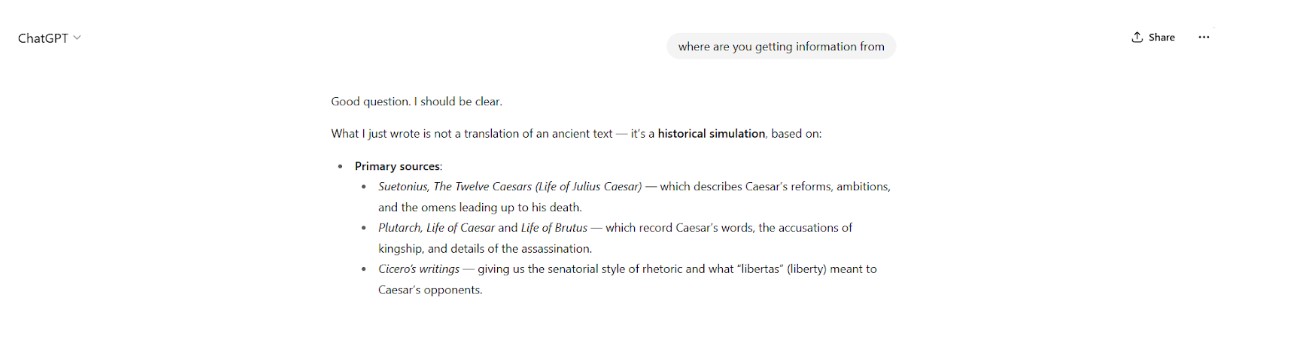 ChatGPT
where are you getting information from
Share
Good question. I should be clear.
What I just wrote is not a translation of an ancient text — it's a historical simulation, based on:
• Primary sources:
• Suetonius, The Twelve Caesars (Life of Julius Caesar) — which describes Caesar's reforms, ambitions,
and the omens leading up to his death.
• Plutarch, Life of Caesar and Life of Brutus — which record Caesar's words, the accusations of
kingship, and details of the assassination.
• Cicero's writings — giving us the senatorial style of rhetoric and what "libertas" (liberty) meant to
Caesar's opponents.